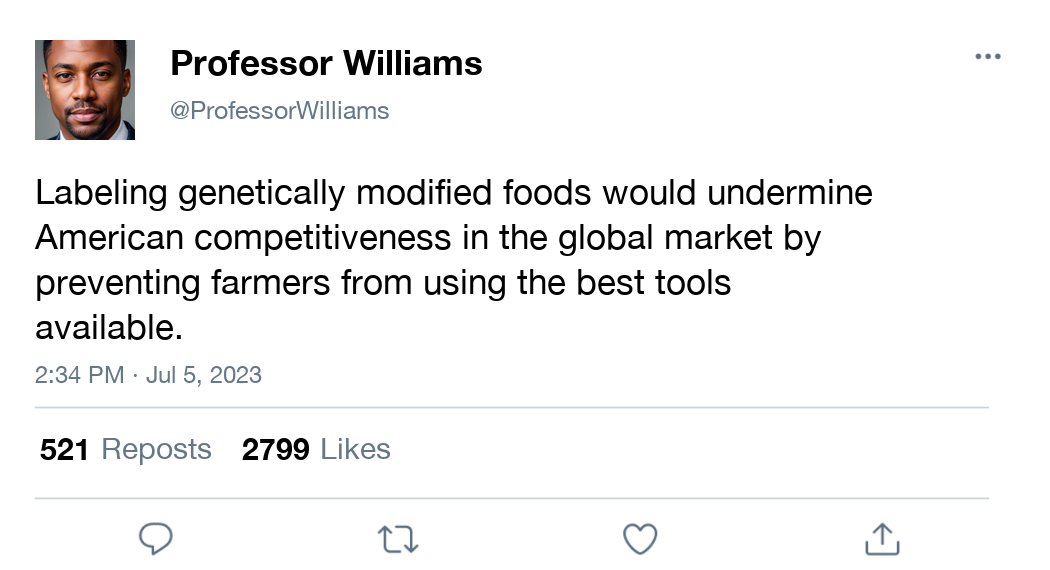 Professor Williams
@ProfessorWilliams
Labeling genetically modified foods would undermine
American competitiveness in the global market by
preventing farmers from using the best tools
available.
2:34 PM · Jul 5, 2023
521 Reposts 2799 Likes